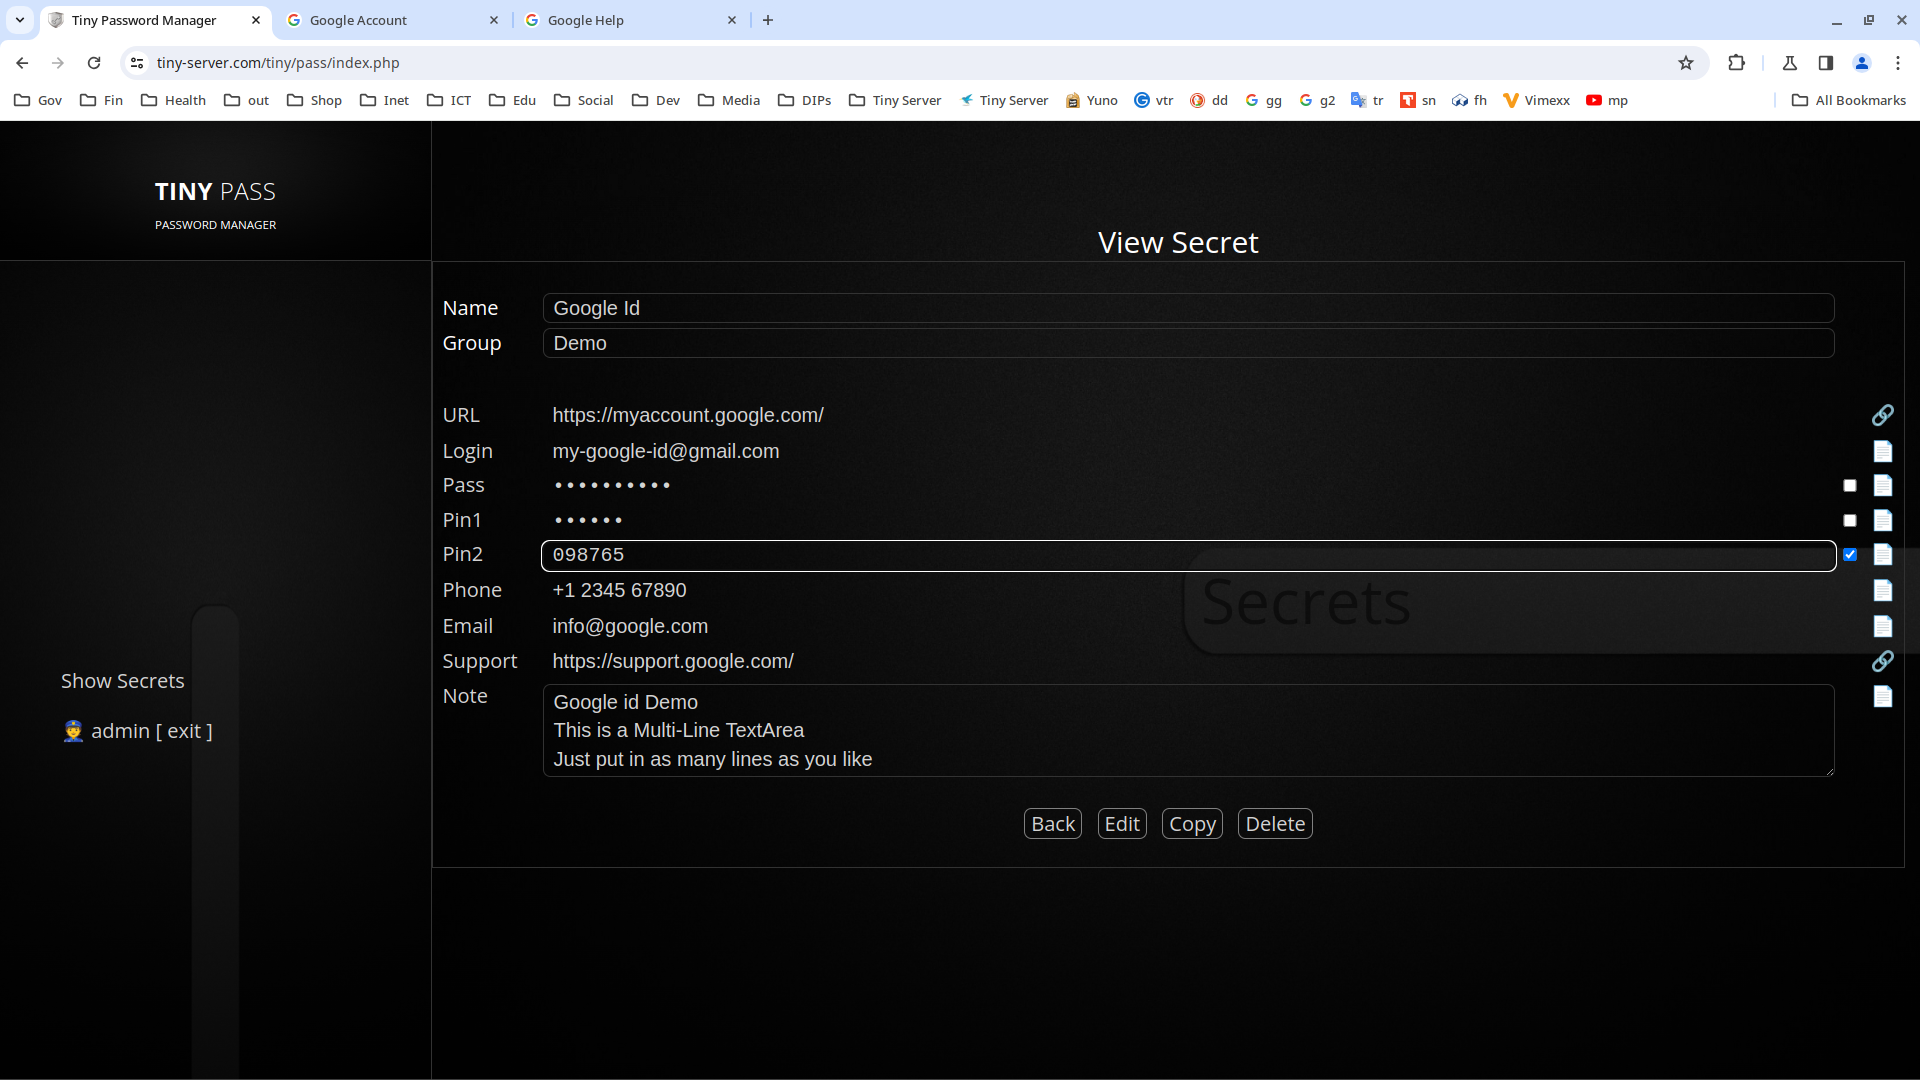 Tiny Password Manager
Google Account
Google Help
tiny-server.com/tiny/pass/index.php
Gov Fin Health out Shop Inet ICT Edu Social Dev Media DIPs Tiny Server Tiny Server Yuno vtr dd gg g2 tr sn fh Vimexx mp All Bookmarks
TINY PASS
PASSWORD MANAGER
Show Secrets
admin [ exit ]
View Secret
Name Google Id
Group Demo
URL https://myaccount.google.com/
Login my-google-id@gmail.com
Pass ••••••••••
Pin1 ••••••
Pin2 098765
Phone +1 2345 67890
Secrets
Email info@google.com
Support https://support.google.com/
Note Google id Demo
This is a Multi-Line TextArea
Just put in as many lines as you like
Back Edit Copy Delete